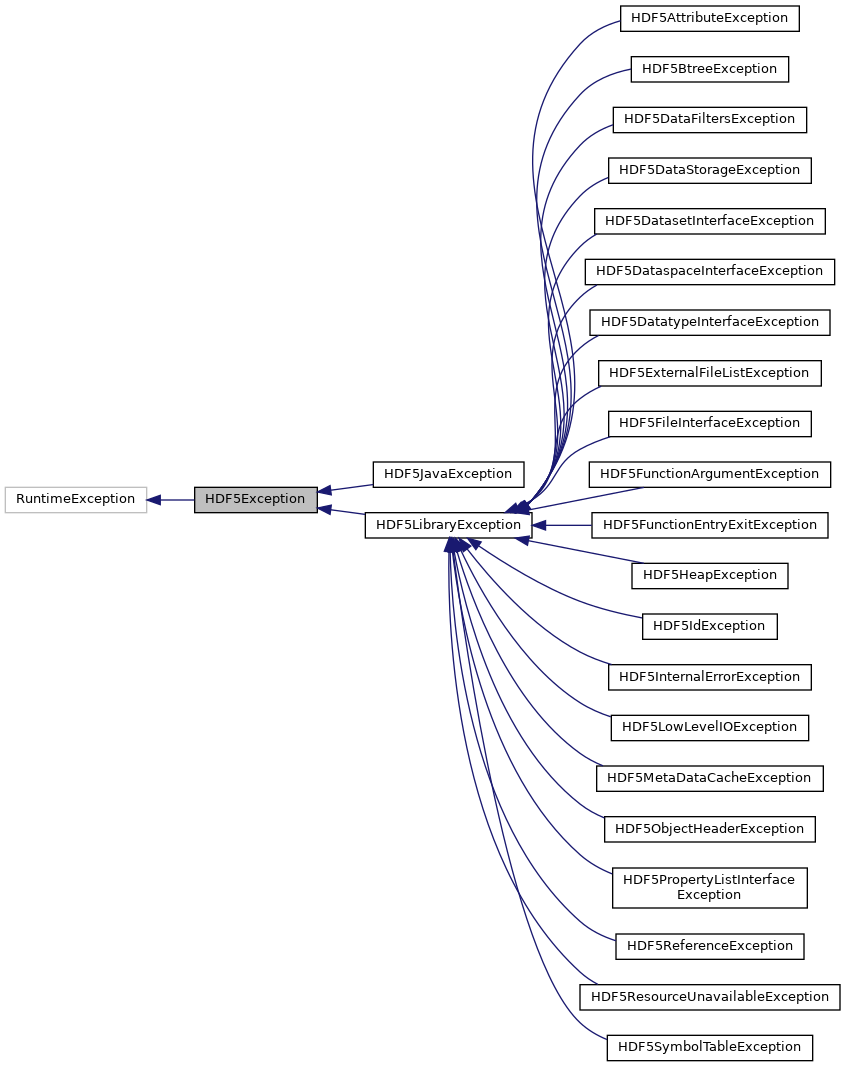 HDF5AttributeException
HDF5BtreeException
HDF5DataFiltersException
HDF5DataStorageException
HDF5DatasetInterfaceException
HDF5DataspaceInterfaceException
HDF5DatatypeInterfaceException
HDF5ExternalFileListException
HDF5FileInterfaceException
HDF5JavaException
HDF5FunctionArgumentException
RuntimeException
HDF5Exception
HDF5LibraryException
HDF5FunctionEntryExitException
HDF5HeapException
HDF5IdException
HDF5InternalErrorException
HDF5LowLevelIOException
HDF5MetaDataCacheException
HDF5ObjectHeaderException
HDF5PropertyListInterface
Exception
HDF5ReferenceException
HDF5ResourceUnavailableException
HDF5SymbolTableException